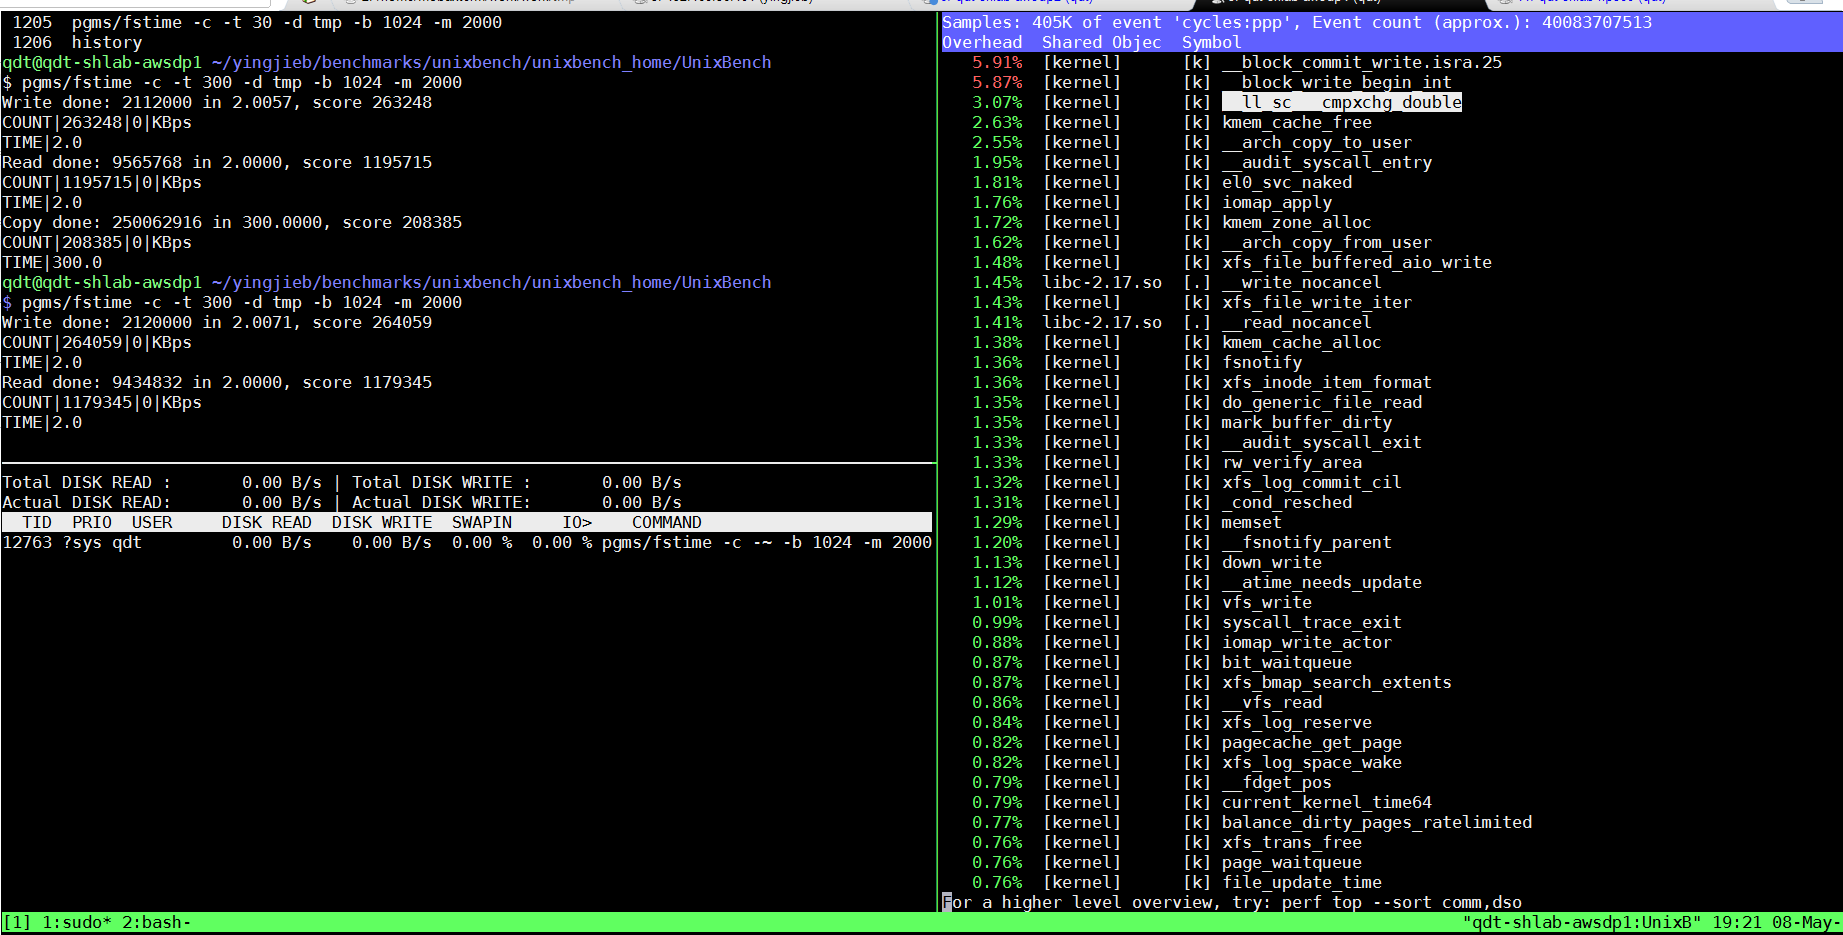 1205  pgms/fstime -c -t 30 -d tmp -b 1024 -m 2000
1206  history
qdt@qdt-shlab-awsdp1 ~/yingjieb/benchmarks/unixbench/unixbench_home/UnixBench
$ pgms/fstime -c -t 300 -d tmp -b 1024 -m 2000
Write done: 2112000 in 2.0057, score 263248
COUNT|263248|0|KBps
TIME|2.0
Read done: 9565768 in 2.0000, score 1195715
COUNT|1195715|0|KBps
TIME|2.0
Copy done: 250062916 in 300.0000, score 208385
COUNT|208385|0|KBps
TIME|300.0
qdt@qdt-shlab-awsdp1 ~/yingjieb/benchmarks/unixbench/unixbench_home/UnixBench
$ pgms/fstime -c -t 300 -d tmp -b 1024 -m 2000
Write done: 2120000 in 2.0071, score 264059
COUNT|264059|0|KBps
TIME|2.0
Read done: 9434832 in 2.0000, score 1179345
COUNT|1179345|0|KBps
TIME|2.0
Total DISK READ :       0.00 B/s | Total DISK WRITE :       0.00 B/s
Actual DISK READ:       0.00 B/s | Actual DISK WRITE:       0.00 B/s
TID  PRIO  USER     DISK READ  DISK WRITE  SWAPIN     IO>    COMMAND
12763 ?sys qdt         0.00 B/s    0.00 B/s  0.00 %  0.00 % pgms/fstime -c -~ -b 1024 -m 2000
Samples: 405K of event 'cycles:ppp', Event count (approx.): 40083707513
Overhead  Shared Objec  Symbol
5.91%  [kernel]      [k] __block_commit_write.isra.25
5.87%  [kernel]      [k] __block_write_begin_int
3.07%  [kernel]      [k] __ll_sc___cmpxchg_double
2.63%  [kernel]      [k] kmem_cache_free
2.55%  [kernel]      [k] __arch_copy_to_user
1.95%  [kernel]      [k] __audit_syscall_entry
1.81%  [kernel]      [k] el0_svc_naked
1.76%  [kernel]      [k] iomap_apply
1.72%  [kernel]      [k] kmem_zone_alloc
1.62%  [kernel]      [k] __arch_copy_from_user
1.48%  [kernel]      [k] xfs_file_buffered_aio_write
1.45%  libc-2.17.so  [.] __write_nocancel
1.43%  [kernel]      [k] xfs_file_write_iter
1.41%  libc-2.17.so  [.] __read_nocancel
1.38%  [kernel]      [k] kmem_cache_alloc
1.36%  [kernel]      [k] fsnotify
1.36%  [kernel]      [k] xfs_inode_item_format
1.35%  [kernel]      [k] do_generic_file_read
1.35%  [kernel]      [k] mark_buffer_dirty
1.33%  [kernel]      [k] __audit_syscall_exit
1.33%  [kernel]      [k] rw_verify_area
1.32%  [kernel]      [k] xfs_log_commit_cil
1.31%  [kernel]      [k] _cond_resched
1.29%  [kernel]      [k] memset
1.20%  [kernel]      [k] __fsnotify_parent
1.13%  [kernel]      [k] down_write
1.12%  [kernel]      [k] __atime_needs_update
1.01%  [kernel]      [k] vfs_write
0.99%  [kernel]      [k] syscall_trace_exit
0.88%  [kernel]      [k] iomap_write_actor
0.87%  [kernel]      [k] bit_waitqueue
0.87%  [kernel]      [k] xfs_bmap_search_extents
0.86%  [kernel]      [k] __vfs_read
0.84%  [kernel]      [k] xfs_log_reserve
0.82%  [kernel]      [k] pagecache_get_page
0.82%  [kernel]      [k] xfs_log_space_wake
0.79%  [kernel]      [k] __fdget_pos
0.79%  [kernel]      [k] current_kernel_time64
0.77%  [kernel]      [k] balance_dirty_pages_ratelimited
0.76%  [kernel]      [k] xfs_trans_free
0.76%  [kernel]      [k] page_waitqueue
0.76%  [kernel]      [k] file_update_time
For a higher level overview, try: perf top --sort comm,dso
[1] 1:sudo* 2:bash-    "qdt-shlab-awsdp1:UnixB" 19:21 08-May-